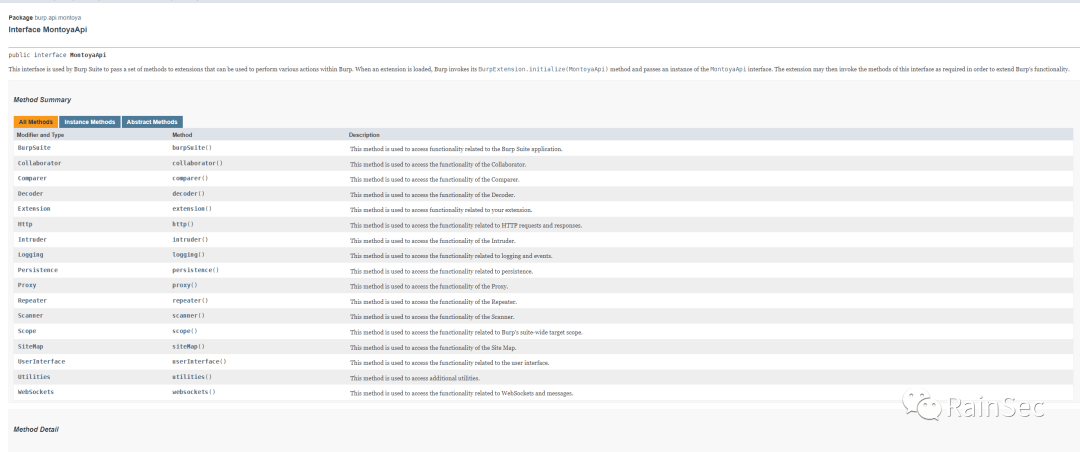 Package burp.api.montoya
Interface MontoyaApi
public interface MontoyaApi
This interface is used by Burp Suite to pass a set of methods to extensions that can be used to perform various actions within Burp. When an extension is loaded, Burp invokes its BurpExtension.initialize(MontoyaApi) method and passes an instance of the MontoyaApi interface. The extension may then invoke the methods of this interface as required in order to extend Burp's functionality.
Method Summary
All Methods Instance Methods Abstract Methods
Modifier and Type Method Description
BurpSuite burpSuite() This method is used to access functionality related to the Burp Suite application.
Collaborator collaborator() This method is used to access the functionality of the Collaborator.
Comparer comparer() This method is used to access the functionality of the Comparer.
Decoder decoder() This method is used to access the functionality of the Decoder.
Extension extension() This method is used to access functionality related to your extension.
Http http() This method is used to access the functionality related to HTTP requests and responses.
Intruder intruder() This method is used to access the functionality of the Intruder.
Logging logging() This method is used to access the functionality related to logging and events.
Persistence persistence() This method is used to access the functionality related to persistence.
Proxy proxy() This method is used to access the functionality of the Proxy.
Repeater repeater() This method is used to access the functionality of the Repeater.
Scanner scanner() This method is used to access the functionality of the Scanner.
Scope scope() This method is used to access the functionality related to Burp's suite-wide target scope.
SiteMap siteMap() This method is used to access the functionality of the Site Map.
UserInterface userInterface() This method is used to access the functionality related to the user interface.
Utilities utilities() This method is used to access additional utilities.
WebSockets websockets() This method is used to access the functionality related to WebSockets and messages.
RainSec
Method Detail